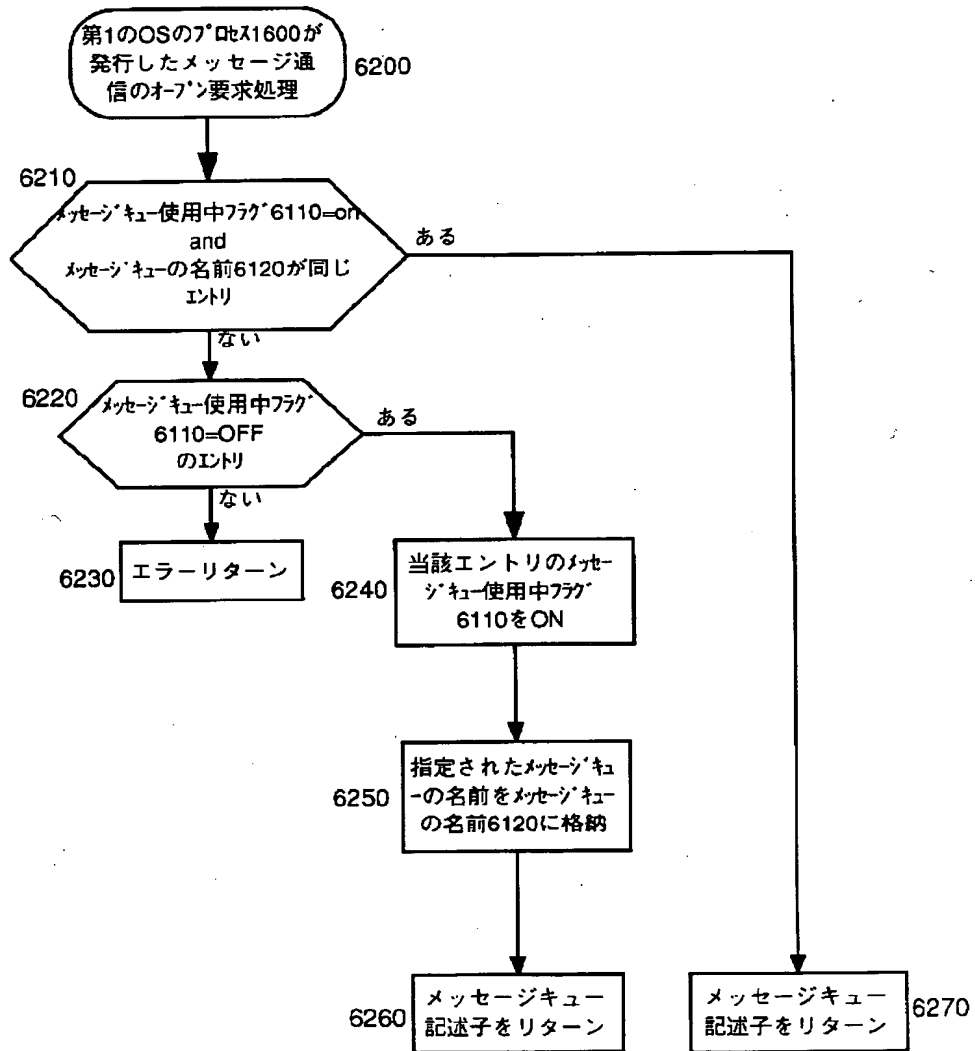 第1のOSのﾌﾟﾛｾｽ1600が
発行したメッセージ通
信のｵｰﾌﾟﾝ要求処理
6200
6210
ﾒｯｾｰｼﾞｷｭｰ使用中ﾌﾗｸﾞ6110=on
and
ﾒｯｾｰｼﾞｷｭｰの名前6120が同じ
ｴﾝﾄﾘ
ある
ない
6220
ﾒｯｾｰｼﾞｷｭｰ使用中ﾌﾗｸﾞ
6110=OFF
のｴﾝﾄﾘ
ある
ない
6230
エラーリターン
6240
当該エントリのﾒｯｾｰ
ｼﾞｷｭｰ使用中ﾌﾗｸﾞ
6110をON
6250
指定されたﾒｯｾｰｼﾞｷｭ
ｰの名前をﾒｯｾｰｼﾞｷｭｰ
の名前6120に格納
6260
メッセージキュー
記述子をリターン
メッセージキュー
記述子をリターン
6270